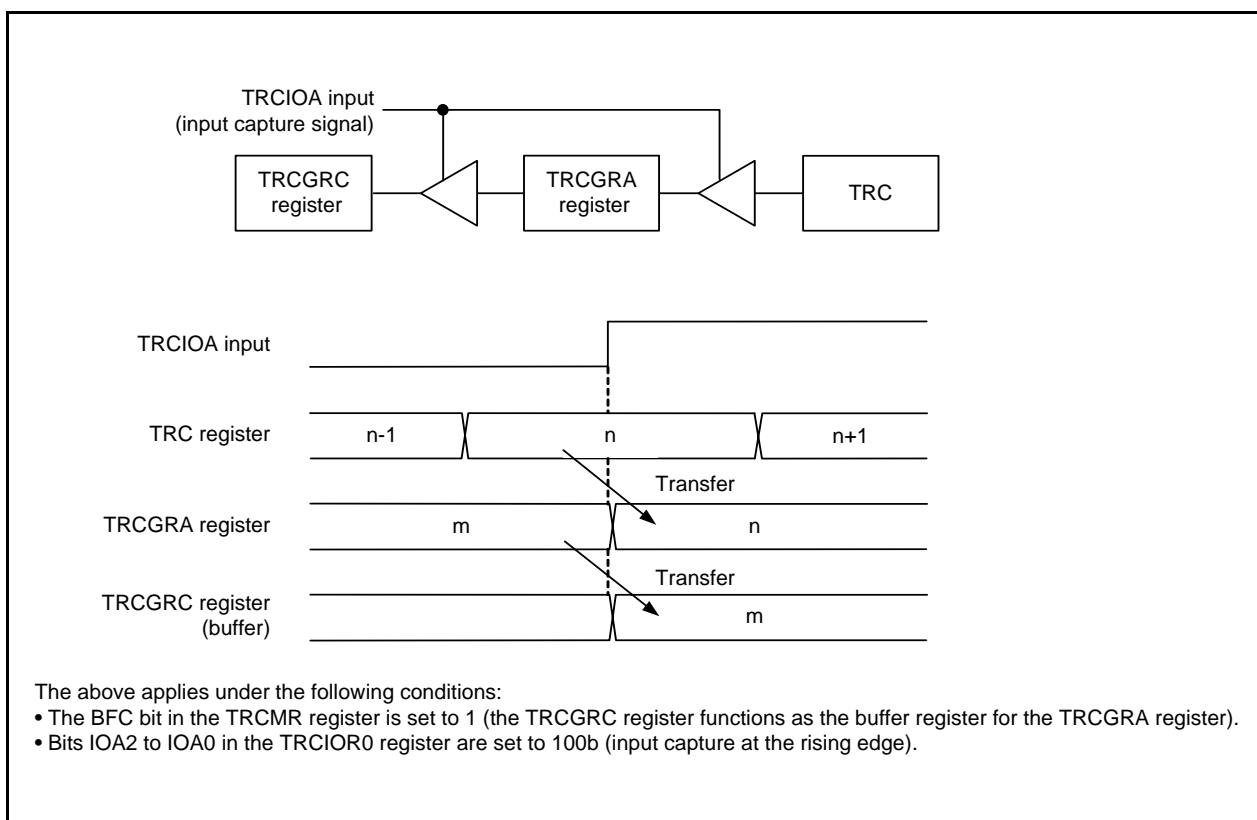 TRCIOA input
(input capture signal)
TRCGRC
register
TRCGRA
register
TRC
TRCIOA input
TRC register
n-1
n
n+1
Transfer
TRCGRA register
m
n
Transfer
TRCGRC register
(buffer)
m
The above applies under the following conditions:
• The BFC bit in the TRCMR register is set to 1 (the TRCGRC register functions as the buffer register for the TRCGRA register).
• Bits IOA2 to IOA0 in the TRCIOR0 register are set to 100b (input capture at the rising edge).